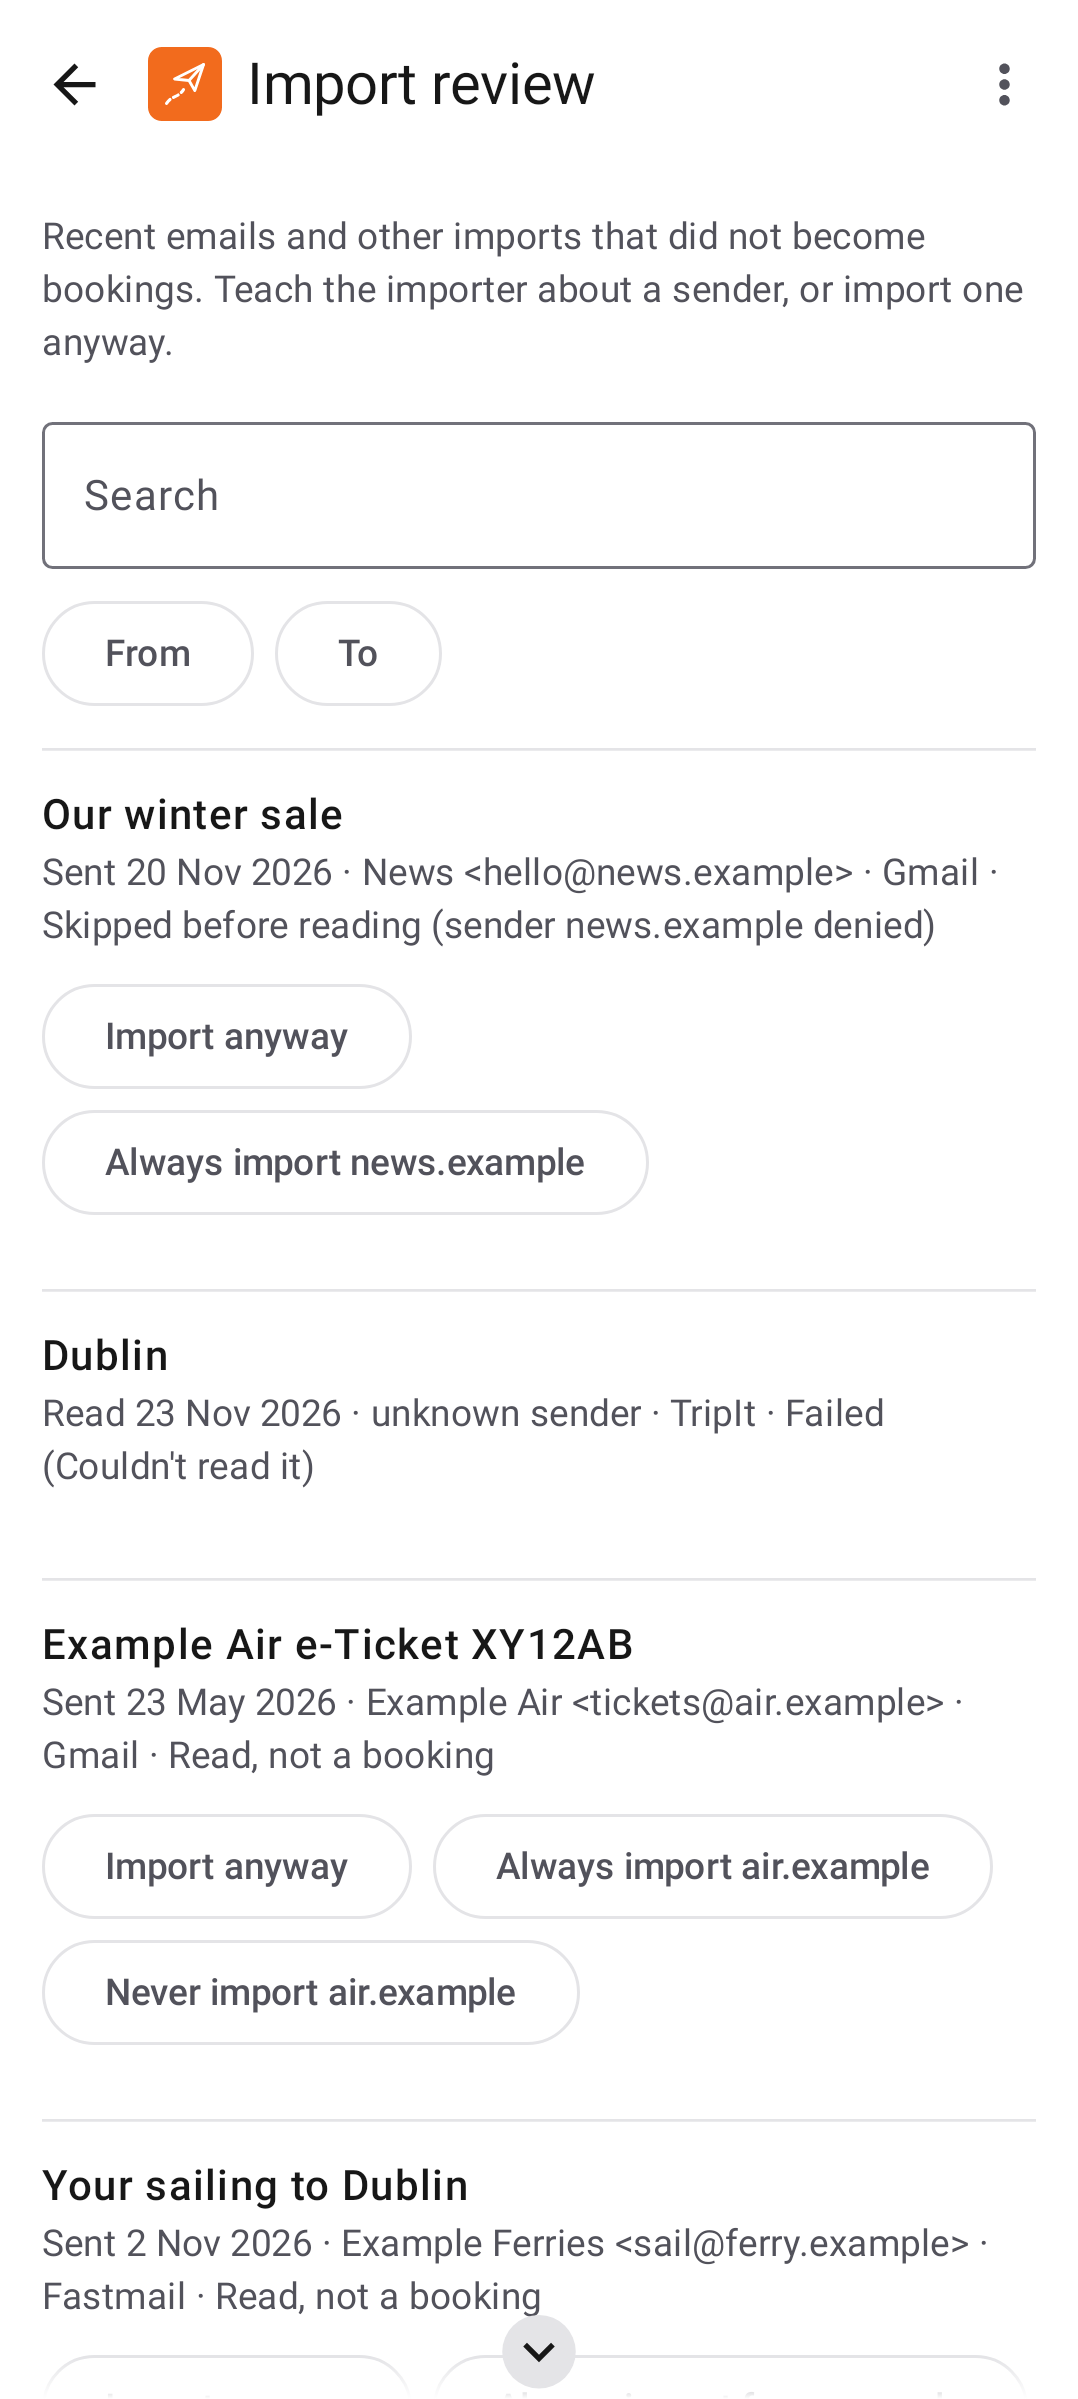 Import review
Recent emails and other imports that did not become
bookings. Teach the importer about a sender, or import one
anyway.
Search
From To
Our winter sale
Sent 20 Nov 2026 · News <hello@news.example> · Gmail ·
Skipped before reading (sender news.example denied)
Import anyway
Always import news.example
Dublin
Read 23 Nov 2026 · unknown sender · TripIt · Failed
(Couldn't read it)
Example Air e-Ticket XY12AB
Sent 23 May 2026 · Example Air <tickets@air.example> ·
Gmail · Read, not a booking
Import anyway Always import air.example
Never import air.example
Your sailing to Dublin
Sent 2 Nov 2026 · Example Ferries <sail@ferry.example> ·
Fastmail · Read, not a booking